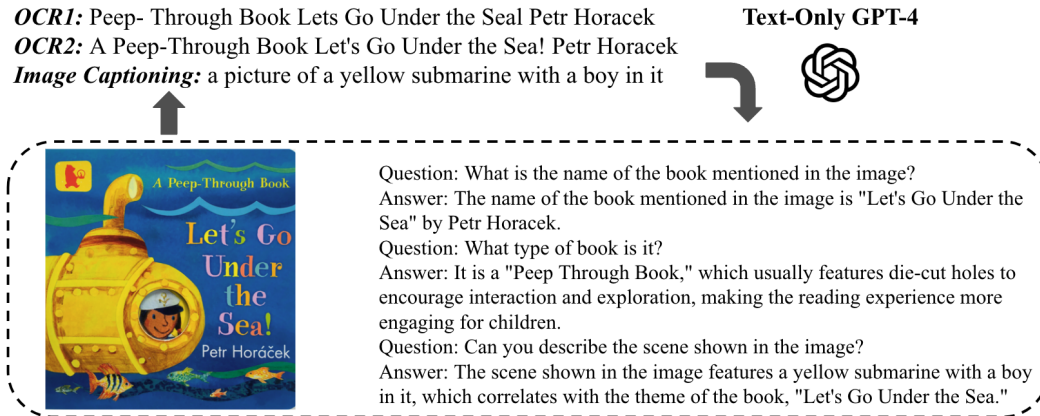 OCR1: Peep- Through Book Lets Go Under the Seal Petr Horacek
OCR2: A Peep-Through Book Let's Go Under the Sea! Petr Horacek
Image Captioning: a picture of a yellow submarine with a boy in it
Text-Only GPT-4
A Peep-Through Book
Let's Go
Under
the
Sea!
Petr Horáček
Question: What is the name of the book mentioned in the image?
Answer: The name of the book mentioned in the image is "Let's Go Under the
Sea" by Petr Horacek.
Question: What type of book is it?
Answer: It is a "Peep Through Book," which usually features die-cut holes to
encourage interaction and exploration, making the reading experience more
engaging for children.
Question: Can you describe the scene shown in the image?
Answer: The scene shown in the image features a yellow submarine with a boy
in it, which correlates with the theme of the book, "Let's Go Under the Sea."